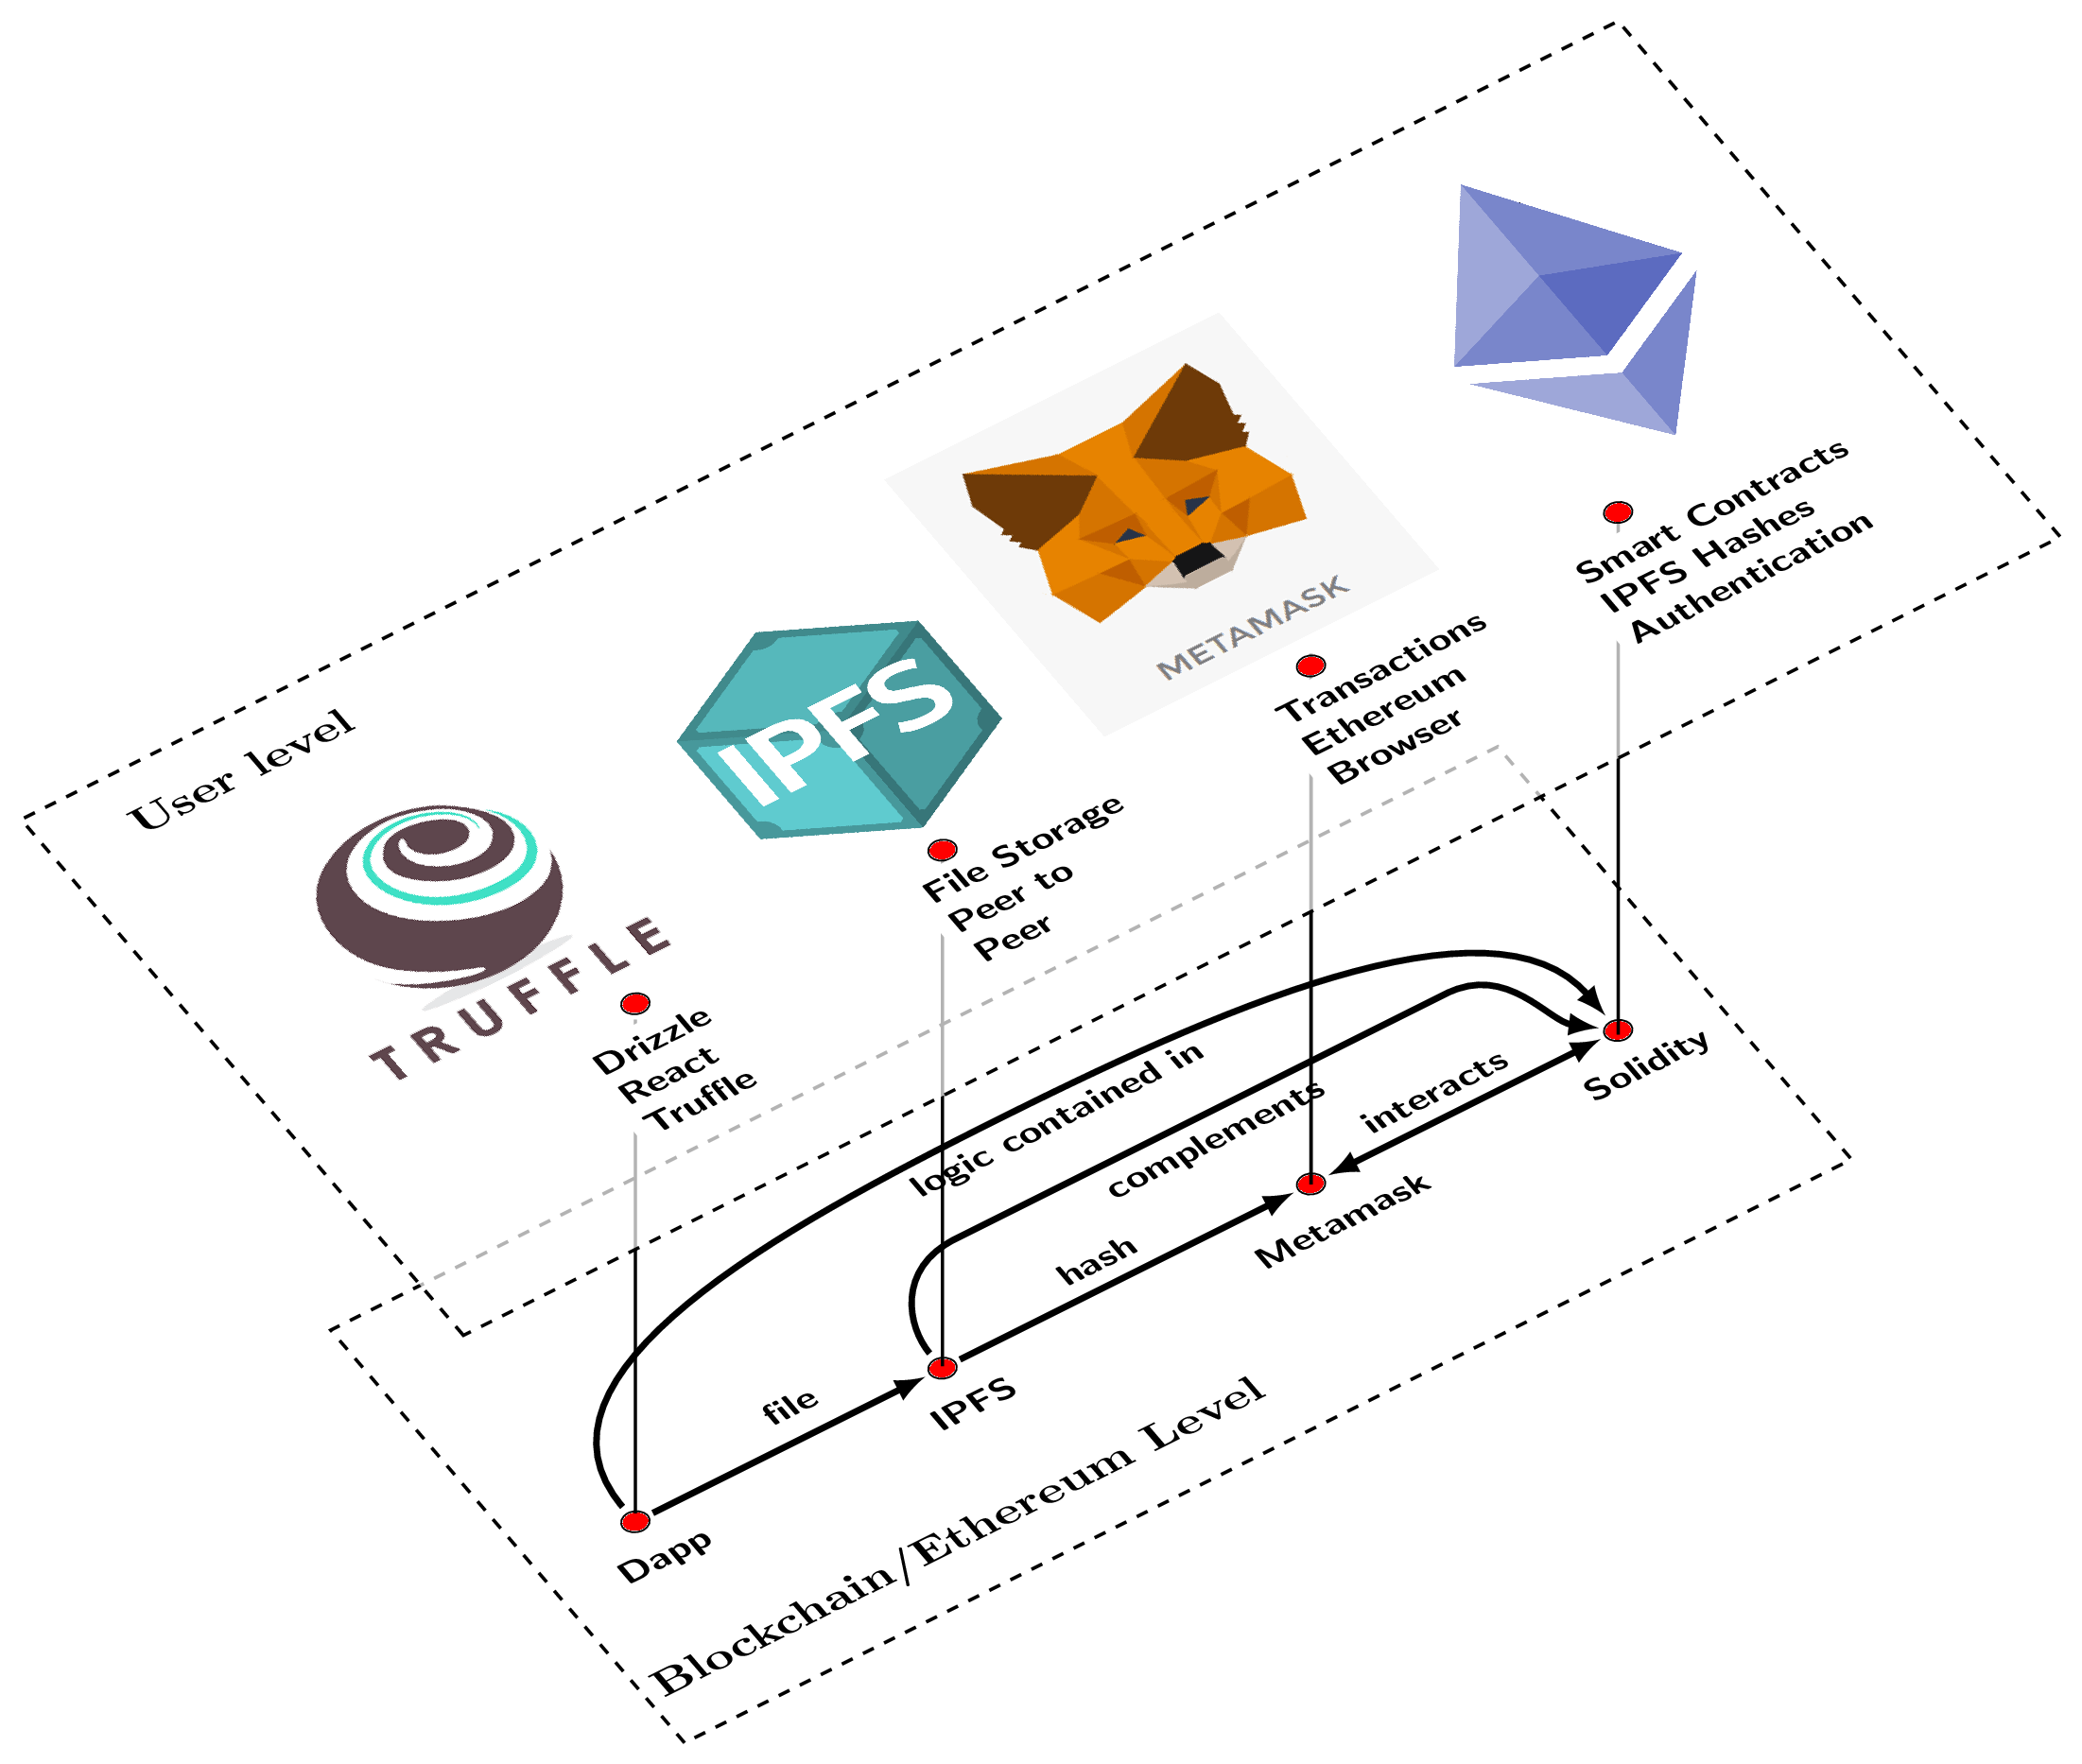 User level
TRUFFLE
Drizzle
React
Truffle
IPFS
File Storage
Peer to
Peer
METAMASK
Transactions
Ethereum
Browser
Smart Contracts
IPFS Hashes
Authentication
logic contained in
complements
interacts
hash
file
Solidity
Metamask
IPFS
Dapp
Blockchain/Ethereum Level